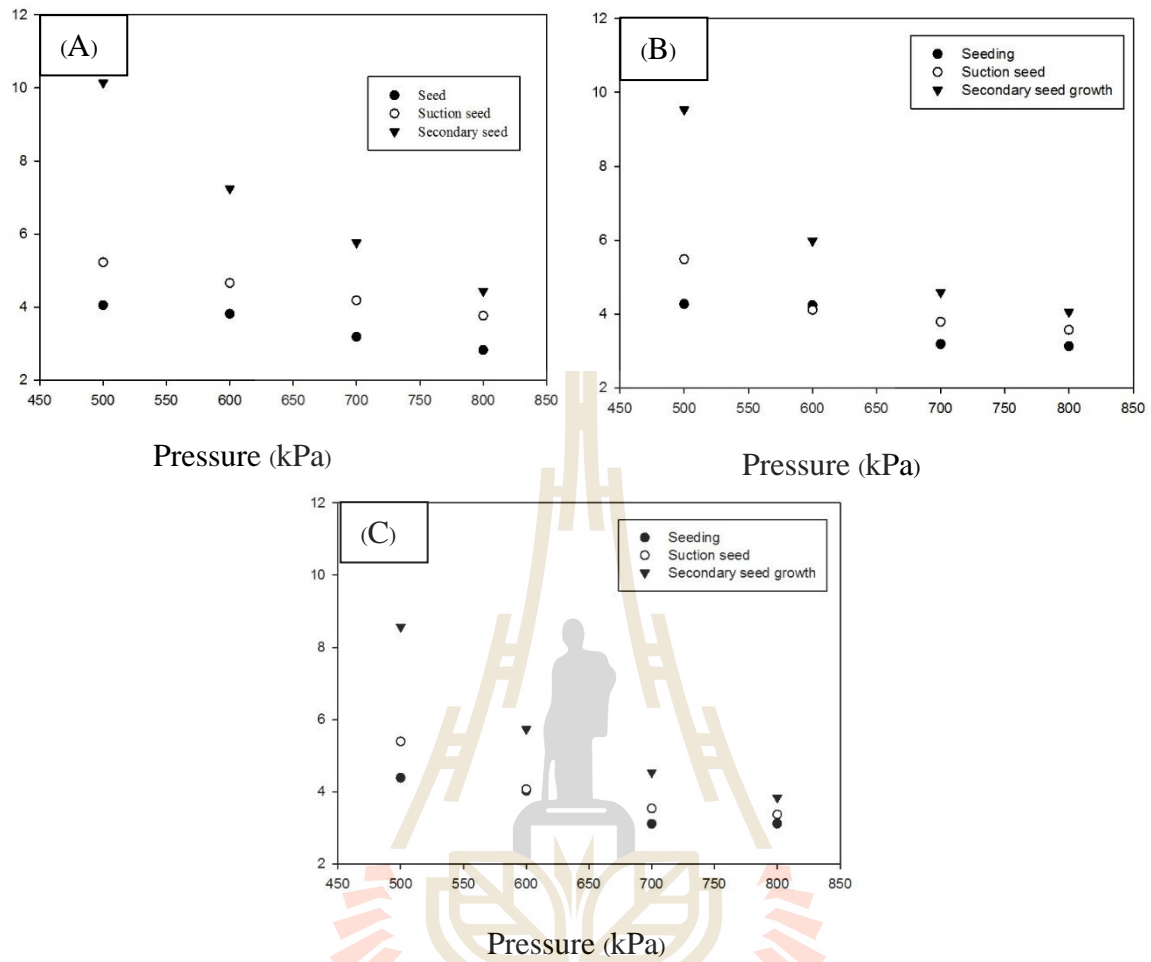 (A)
12
10
8
6
4
2
Seed
Suction seed
Secondary seed
450 500 550 600 650 700 750 800 850
Pressure (kPa)
(B)
12
10
8
6
4
2
Seeding
Suction seed
Secondary seed growth
450 500 550 600 650 700 750 800 850
Pressure (kPa)
(C)
12
10
8
6
4
2
Seeding
Suction seed
Secondary seed growth
450 500 550 600 650 700 750 800 850
Pressure (kPa)